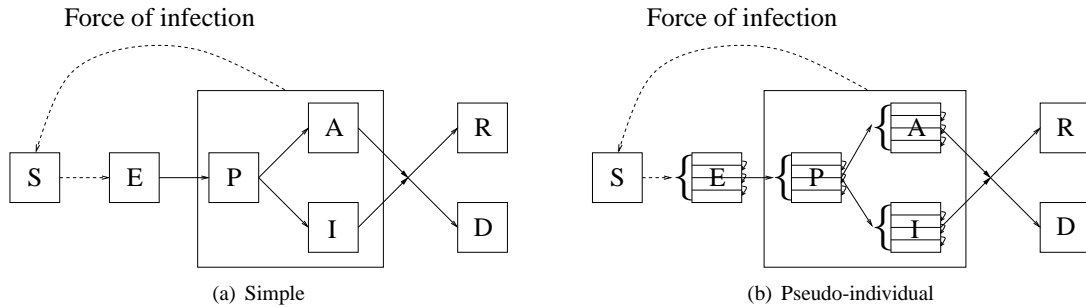 Force of infection
S
E
P
A
I
R
D
(a) Simple
Force of infection
S
E
P
A
I
R
D
(b) Pseudo-individual